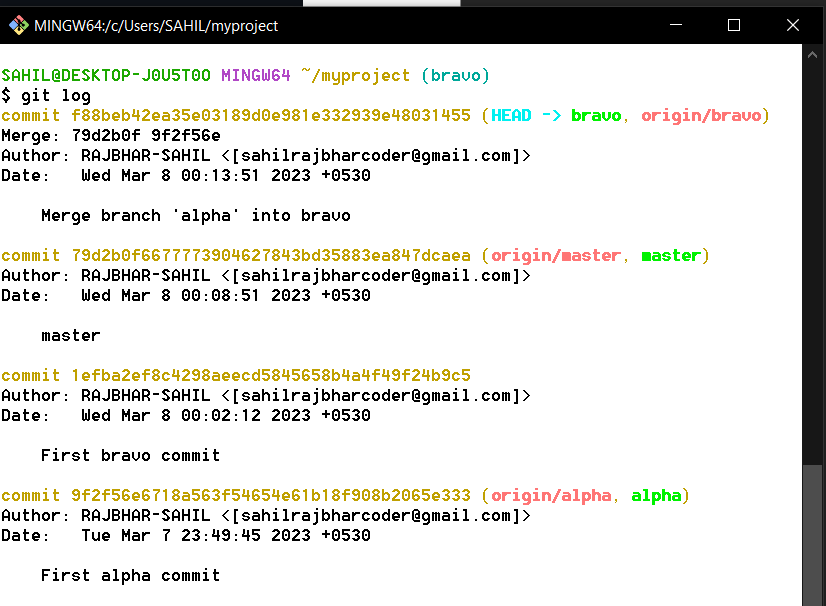 MINGW64:/c/Users/SAHIL/myproject
SAHIL@DESKTOP-J0U5T0O MINGW64 ~/myproject (bravo)
$ git log
commit f88beb42ea35e03189d0e981e332939e48031455 (HEAD -> bravo, origin/bravo)
Merge: 79d2b0f 9f2f56e
Author: RAJBHAR-SAHIL <[sahilrajbharcoder@gmail.com]>
Date:   Wed Mar 8 00:13:51 2023 +0530
    Merge branch 'alpha' into bravo
commit 79d2b0f6677773904627843bd35883ea847dcaea (origin/master, master)
Author: RAJBHAR-SAHIL <[sahilrajbharcoder@gmail.com]>
Date:   Wed Mar 8 00:08:51 2023 +0530
    master
commit 1efba2ef8c4298aeecd5845658b4a4f49f24b9c5
Author: RAJBHAR-SAHIL <[sahilrajbharcoder@gmail.com]>
Date:   Wed Mar 8 00:02:12 2023 +0530
    First bravo commit
commit 9f2f56e6718a563f54654e61b18f908b2065e333 (origin/alpha, alpha)
Author: RAJBHAR-SAHIL <[sahilrajbharcoder@gmail.com]>
Date:   Tue Mar 7 23:49:45 2023 +0530
    First alpha commit